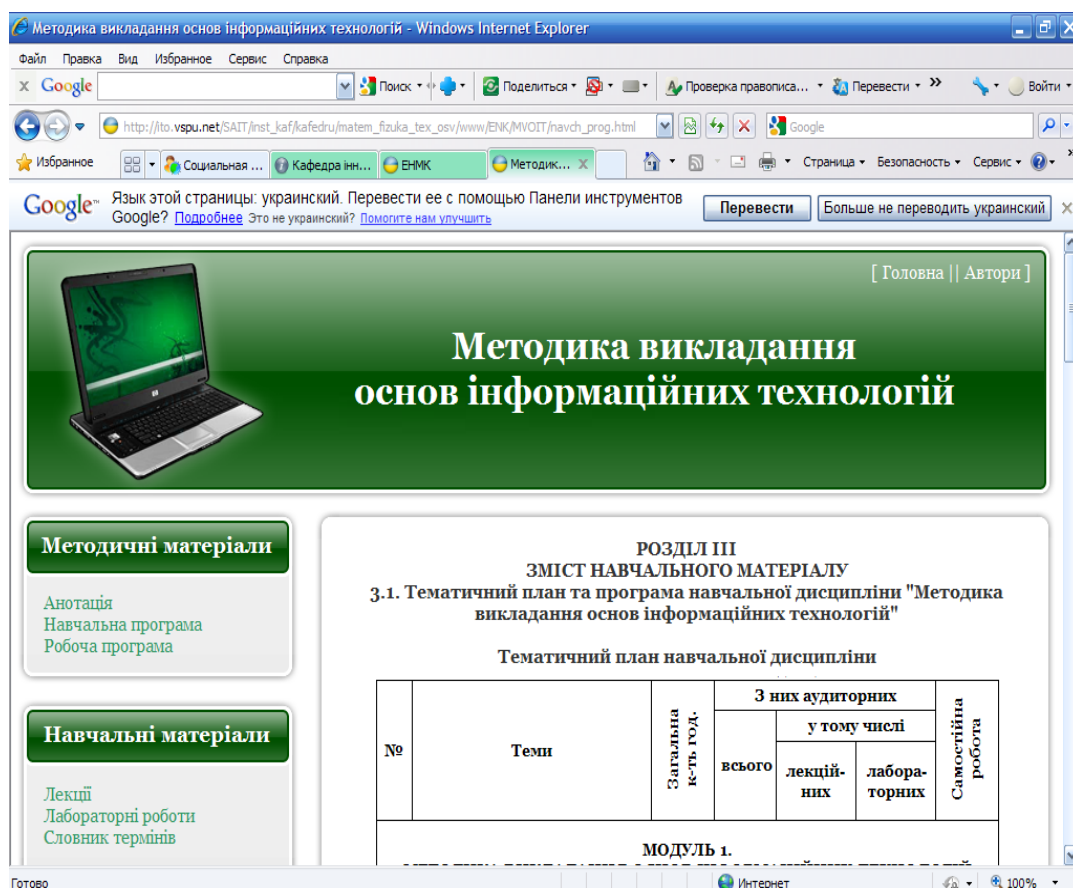 Методика викладання основ інформаційних технологій - Windows Internet Explorer
Файл Правка Вид Избранное Сервис Справка
x Google Поиск Поделиться Проверка правописа... Перевести » Войти
http://ito.vspu.net/SAIT/inst_kaf/kafedru/matem_fizuka_tex_osv/www/ENK/MVOIT/navch_prog.html Google
Избранное Социальная ... Кафедра інн... ЕНМК Методик... X Страница Безопасность Сервис »
Google™ Язык этой страницы: украинский. Перевести ее с помощью Панели инструментов
Google? Подробнее Это не украинский? Помогите нам улучшить
Перевести Больше не переводить украинский
[ Головна || Автори ]
Методика викладання
основ інформаційних технологій
Методичні матеріали
Анотація
Навчальна програма
Робоча програма
Навчальні матеріали
Лекції
Лабораторні роботи
Словник термінів
РОЗДІЛ III
ЗМІСТ НАВЧАЛЬНОГО МАТЕРІАЛУ
3.1. Тематичний план та програма навчальної дисципліни "Методика
викладання основ інформаційних технологій"
Тематичний план навчальної дисципліни
№
Теми
Загальна
к-ть год.
З них аудиторних
всього
у тому числі
лекцій-
них
лабора-
торних
Самостійна
робота
МОДУЛЬ 1.
Готово Интернет 100%